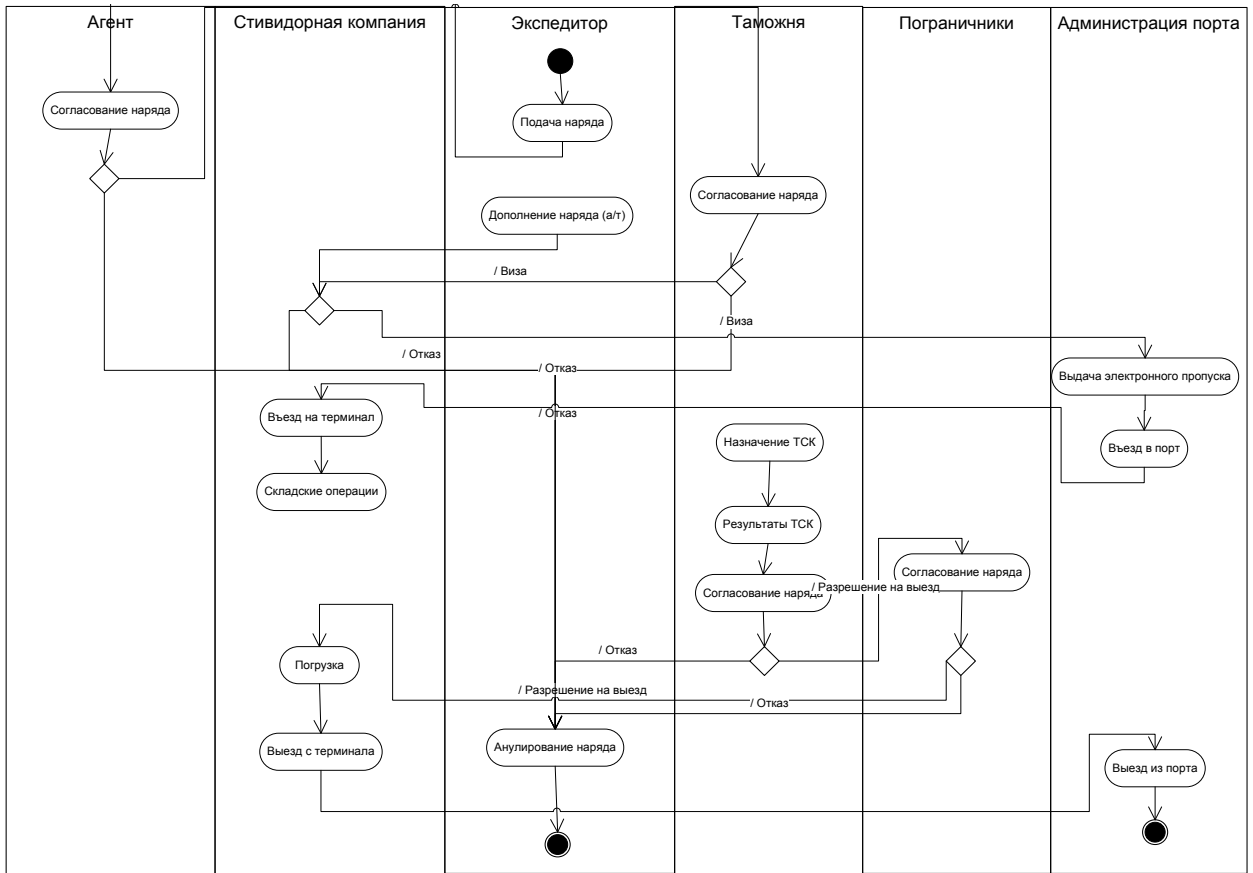 Агент
Стивидорная компания
Экспедитор
Таможня
Пограничники
Администрация порта
Согласование наряда
Подача наряда
Согласование наряда
Дополнение наряда (а/т)
/ Виза
/ Виза
/ Отказ
/ Отказ
Выдача электронного пропуска
Въезд на терминал
/ Отказ
Назначение ТСК
Въезд в порт
Складские операции
Результаты ТСК
Согласование наряда
/ Разрешение на выезд
Согласование наряда
/ Отказ
Погрузка
/ Разрешение на выезд
/ Отказ
Выезд с терминала
Анулирование наряда
Выезд из порта